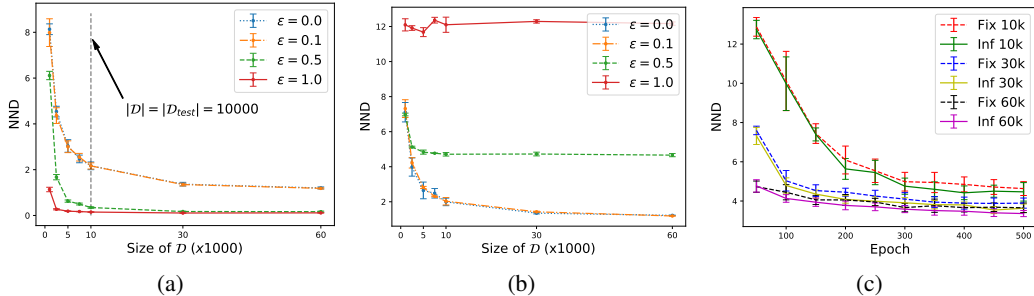 8
6
4
2
0
NND
ε = 0.0
ε = 0.1
ε = 0.5
ε = 1.0
|𝒟| = |𝒟test| = 10000
0 5 10 30 60
Size of 𝒟 (x1000)
(a)
12
10
8
6
4
2
0
NND
ε = 0.0
ε = 0.1
ε = 0.5
ε = 1.0
0 5 10 30 60
Size of 𝒟 (x1000)
(b)
12
10
8
6
4
2
NND
Fix 10k
Inf 10k
Fix 30k
Inf 30k
Fix 60k
Inf 60k
100 200 300 400 500
Epoch
(c)